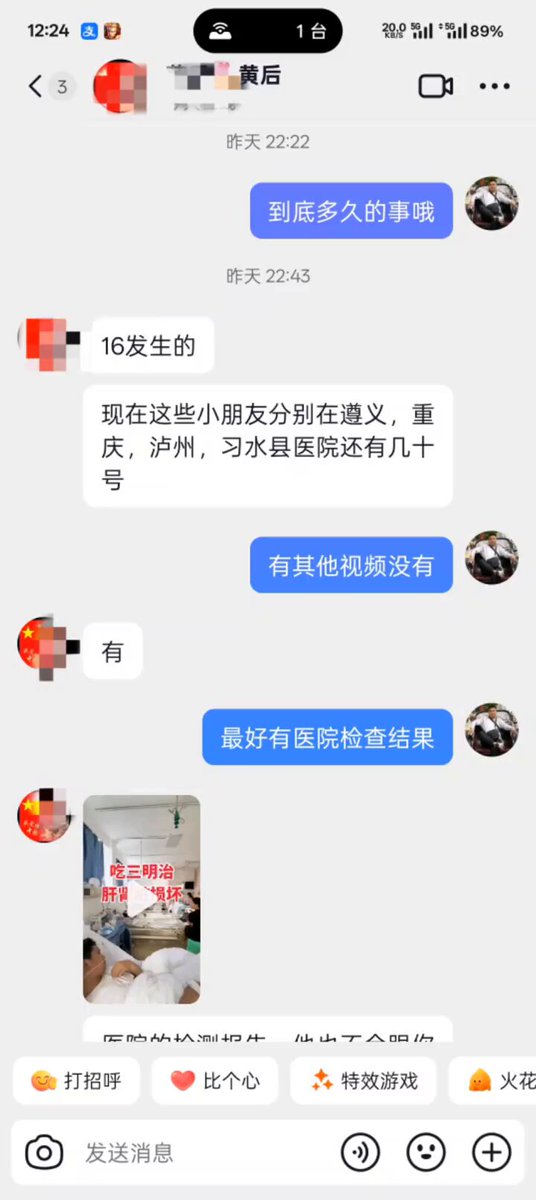 12:24
支
1 台
20.0
KB/S
5G
5G
89%
3
黄后
昨天 22:22
到底多久的事哦
昨天 22:43
16发生的
现在这些小朋友分别在遵义，重
庆，泸州，习水县医院还有几十
号
有其他视频没有
有
最好有医院检查结果
吃三明治
肝肾 损坏
打招呼
比个心
特效游戏
火花
发送消息